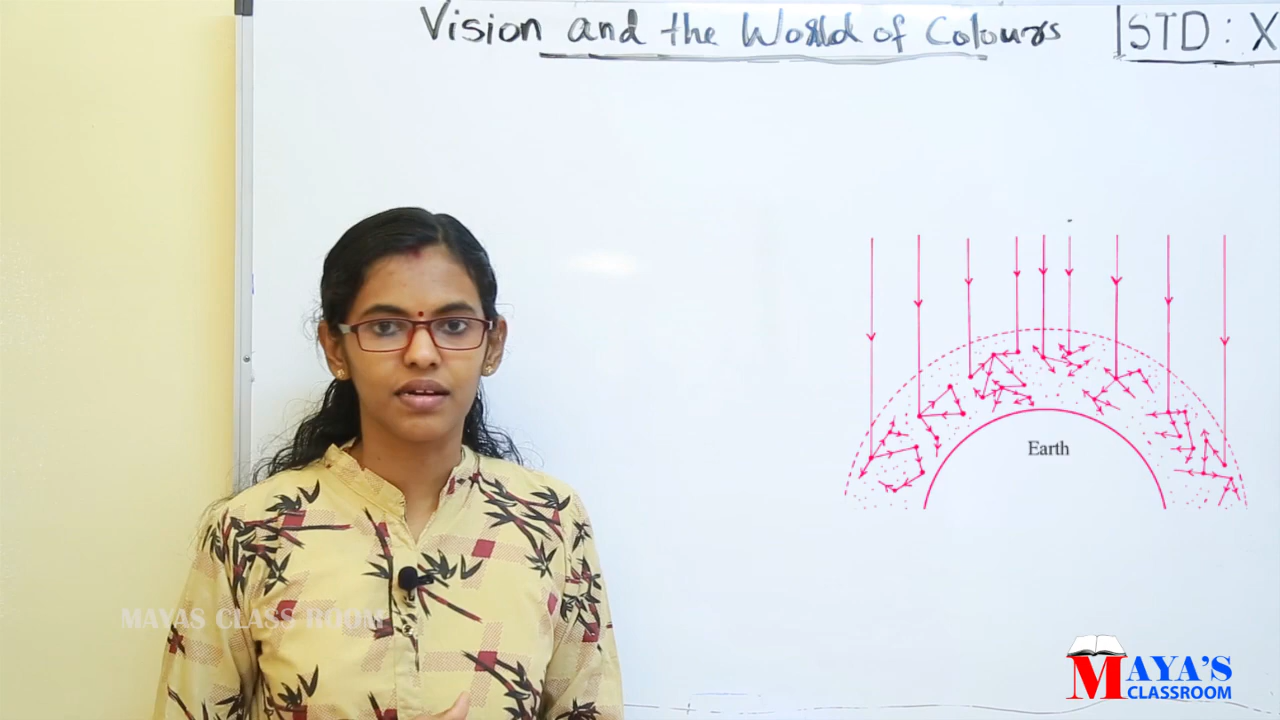 Vision and the World of Colours
STD: X
Earth
MAYAS CLASS ROOM
MAYA'S
CLASSROOM